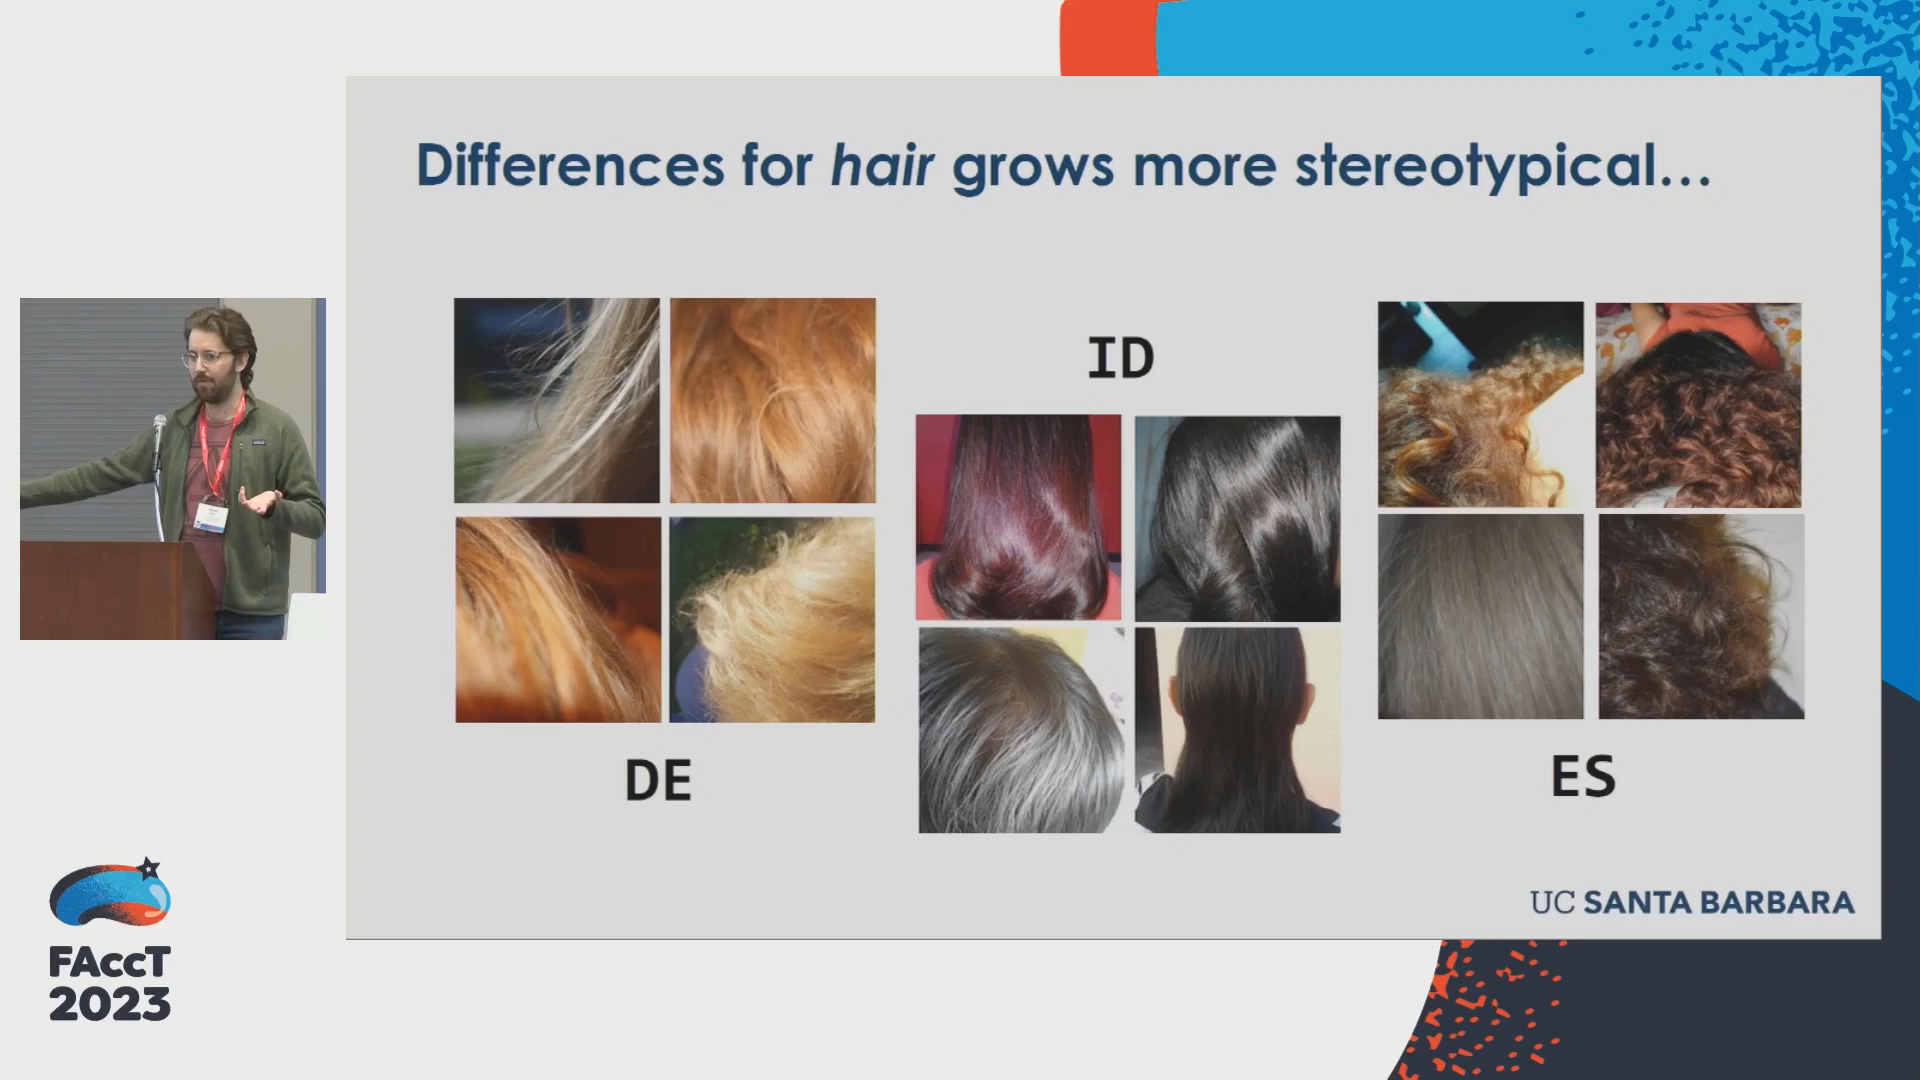 Differences for hair grows more stereotypical...
ID
DE
ES
UC SANTA BARBARA
FAccT
2023